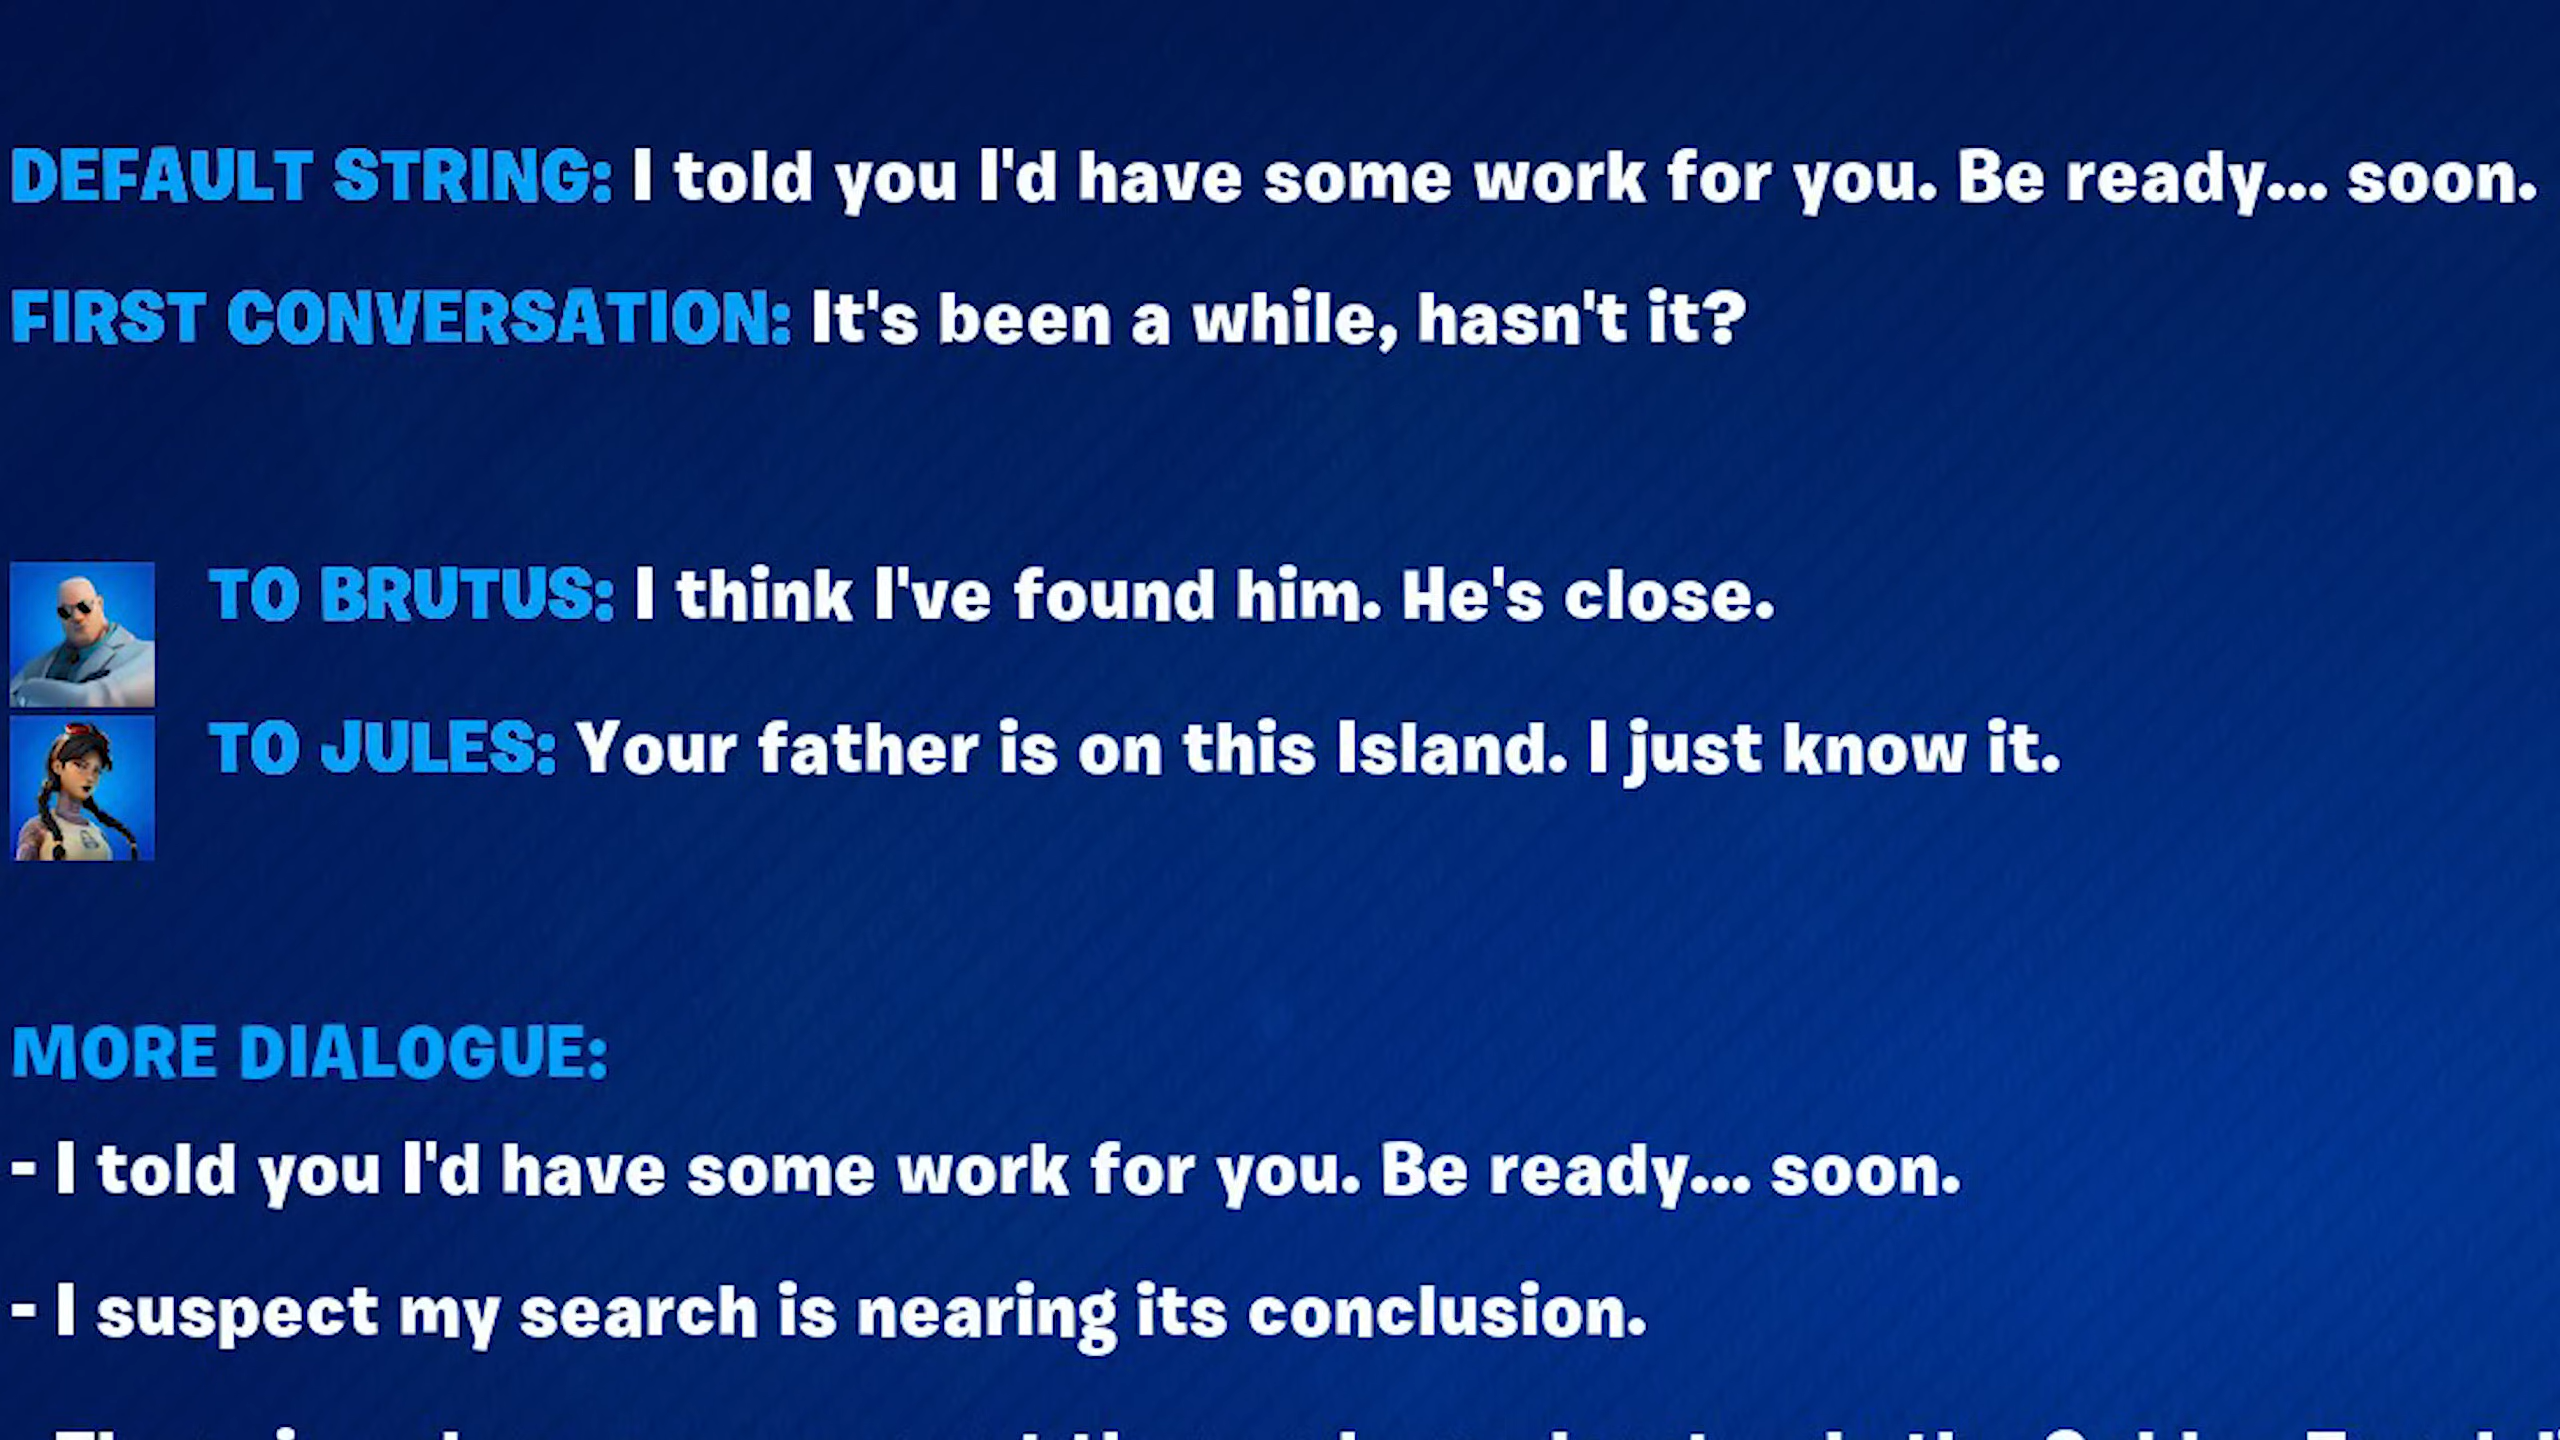 DEFAULT STRING: I told you I'd have some work for you. Be ready... soon.
FIRST CONVERSATION: It's been a while, hasn't it?
TO BRUTUS: I think I've found him. He's close.
TO JULES: Your father is on this Island. I just know it.
MORE DIALOGUE:
- I told you I'd have some work for you. Be ready... soon.
- I suspect my search is nearing its conclusion.